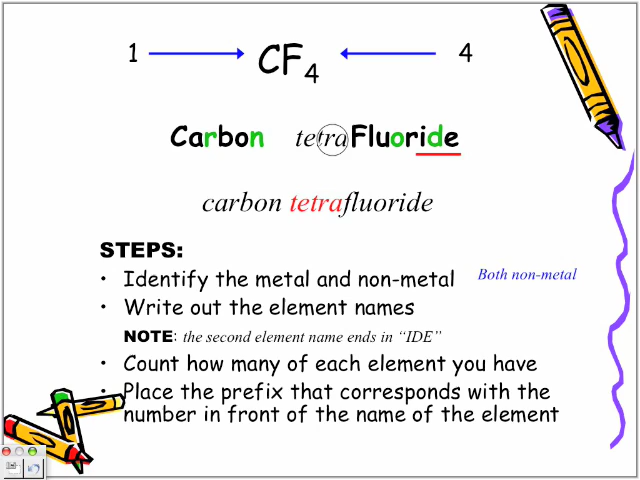 1 CF4 4
Carbon tetraFluoride
carbon tetrafluoride
STEPS:
• Identify the metal and non-metal Both non-metal
• Write out the element names
NOTE: the second element name ends in “IDE”
• Count how many of each element you have
• Place the prefix that corresponds with the
number in front of the name of the element